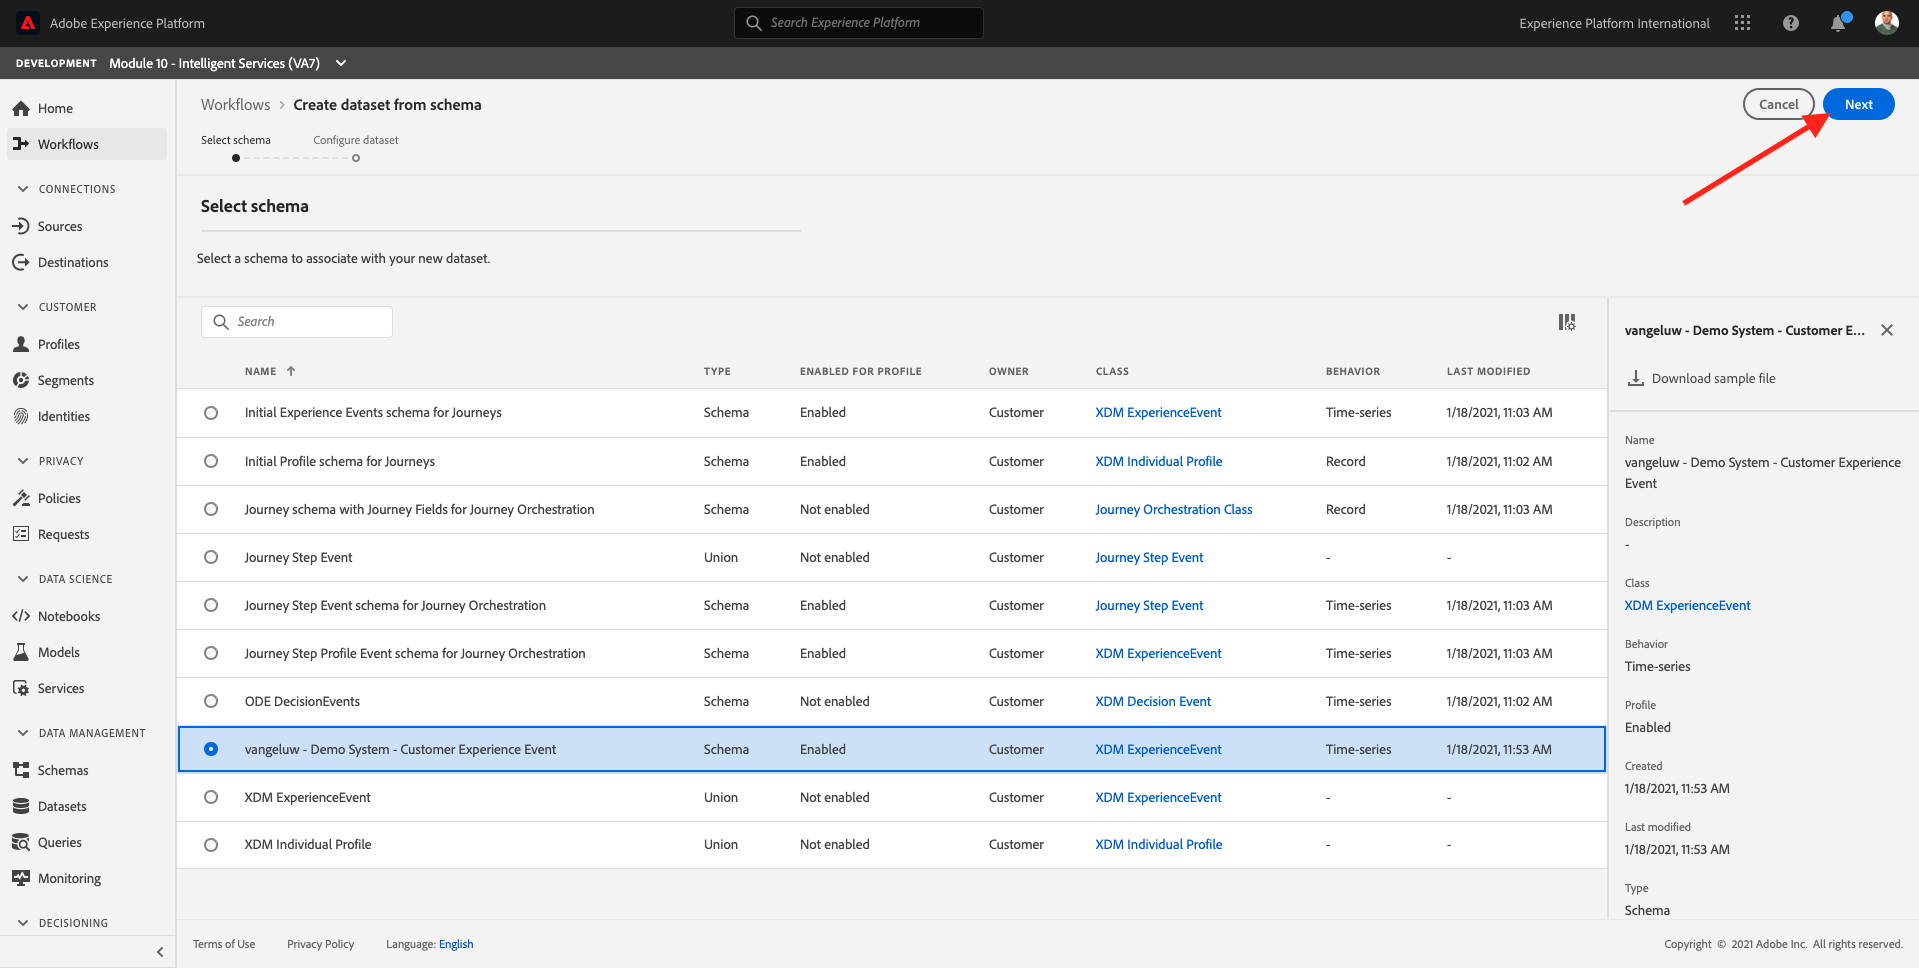 Adobe Experience Platform
Search Experience Platform
Experience Platform International
DEVELOPMENT Module 10 - Intelligent Services (VA7)
Home
Workflows
CONNECTIONS
Sources
Destinations
CUSTOMER
Profiles
Segments
Identities
PRIVACY
Policies
Requests
DATA SCIENCE
Notebooks
Models
Services
DATA MANAGEMENT
Schemas
Datasets
Queries
Monitoring
DECISIONING
Workflows > Create dataset from schema
Cancel
Next
Select schema Configure dataset
Select schema
Select a schema to associate with your new dataset.
Search
NAME TYPE ENABLED FOR PROFILE OWNER CLASS BEHAVIOR LAST MODIFIED
Initial Experience Events schema for Journeys Schema Enabled Customer XDM ExperienceEvent Time-series 1/18/2021, 11:03 AM
Initial Profile schema for Journeys Schema Enabled Customer XDM Individual Profile Record 1/18/2021, 11:02 AM
Journey schema with Journey Fields for Journey Orchestration Schema Not enabled Customer Journey Orchestration Class Record 1/18/2021, 11:03 AM
Journey Step Event Union Not enabled Customer Journey Step Event - -
Journey Step Event schema for Journey Orchestration Schema Enabled Customer Journey Step Event Time-series 1/18/2021, 11:03 AM
Journey Step Profile Event schema for Journey Orchestration Schema Enabled Customer XDM ExperienceEvent Time-series 1/18/2021, 11:03 AM
ODE DecisionEvents Schema Not enabled Customer XDM Decision Event Time-series 1/18/2021, 11:02 AM
vangeluw - Demo System - Customer Experience Event Schema Enabled Customer XDM ExperienceEvent Time-series 1/18/2021, 11:53 AM
XDM ExperienceEvent Union Not enabled Customer XDM ExperienceEvent - -
XDM Individual Profile Union Not enabled Customer XDM Individual Profile - -
vangeluw - Demo System - Customer E...
Download sample file
Name
vangeluw - Demo System - Customer Experience
Event
Description
-
Class
XDM ExperienceEvent
Behavior
Time-series
Profile
Enabled
Created
1/18/2021, 11:53 AM
Last modified
1/18/2021, 11:53 AM
Type
Schema
Terms of Use Privacy Policy Language: English
Copyright © 2021 Adobe Inc. All rights reserved.